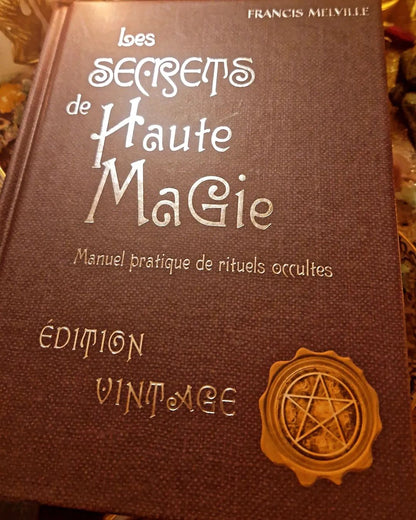 FRANCIS MELVILLE
Les
SECRETS
de Haute
MaGie
Manuel pratique de rituels occultes
ÉDITION
VINTAGE